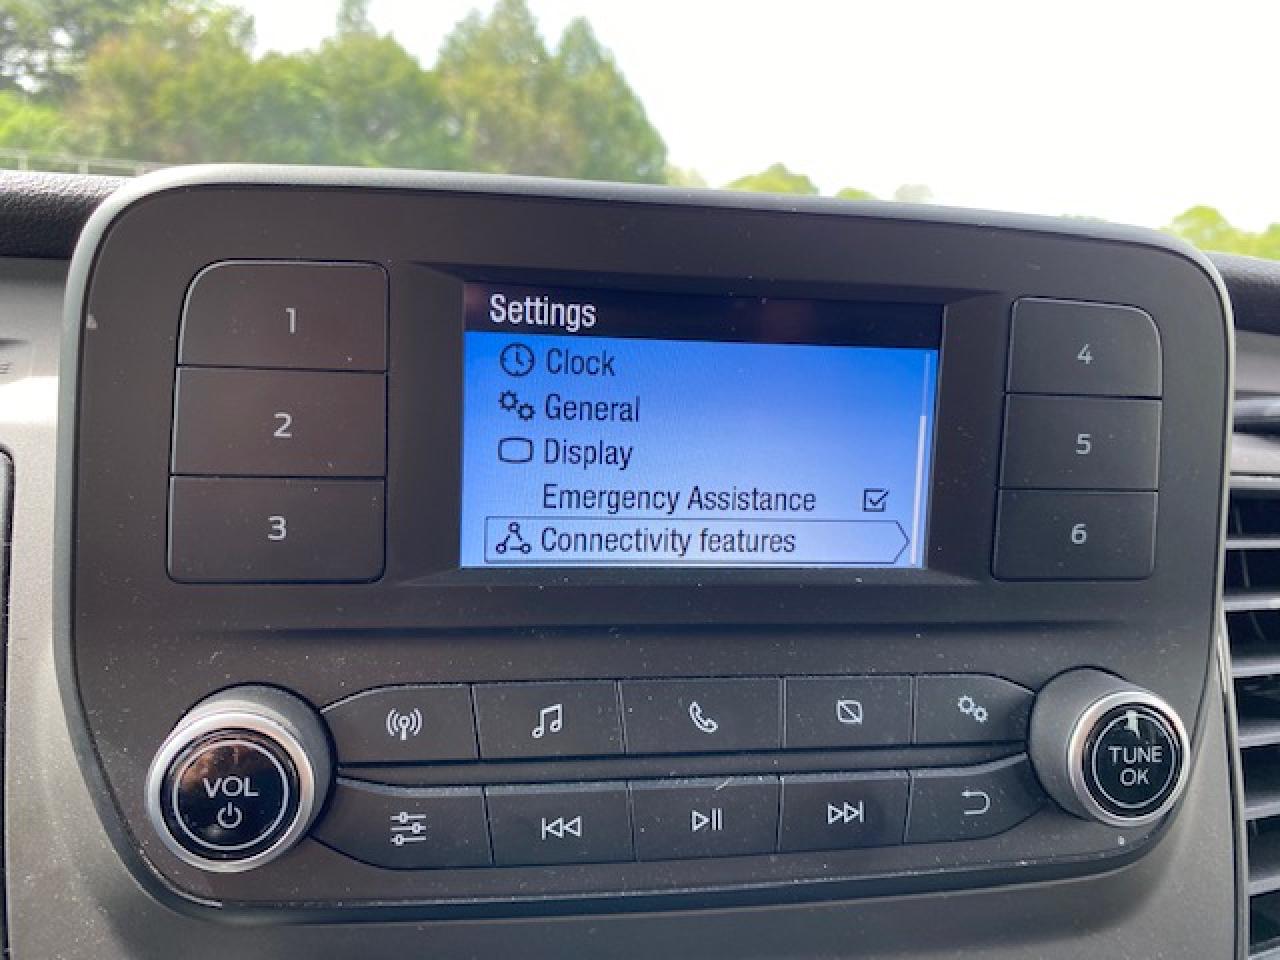 1
2
3
Settings
Clock
General
Display
Emergency Assistance
Connectivity features
4
5
6
VOL
TUNE
OK